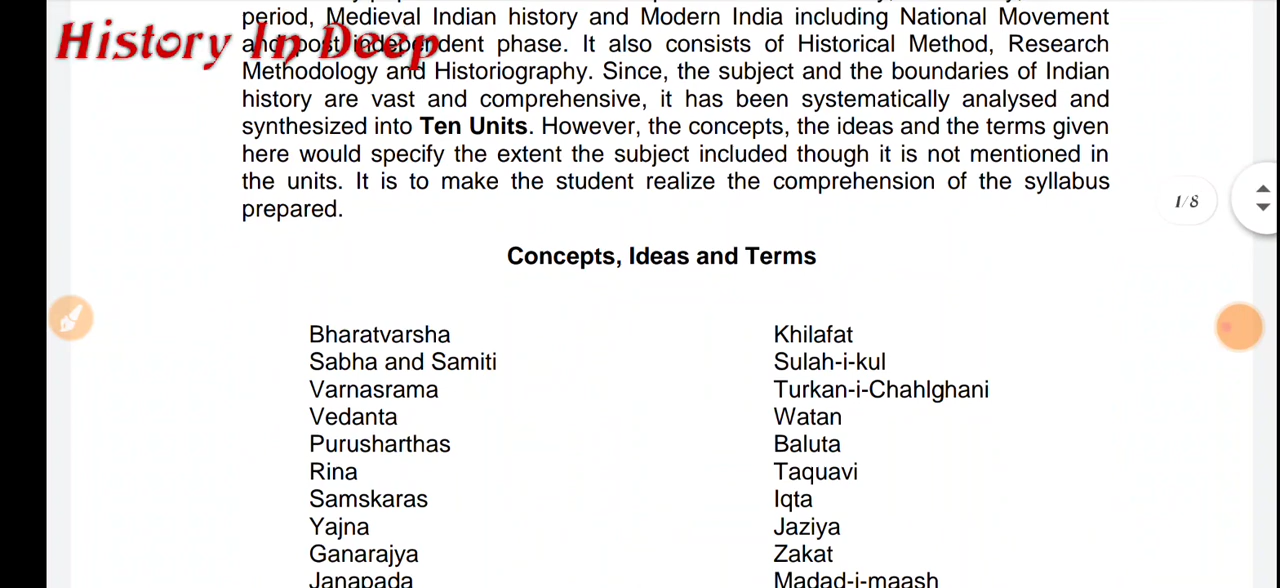 period, Medieval Indian history and Modern India including National Movement
History In Deep
and post independent phase. It also consists of Historical Method, Research
Methodology and Historiography. Since, the subject and the boundaries of Indian
history are vast and comprehensive, it has been systematically analysed and
synthesized into Ten Units. However, the concepts, the ideas and the terms given
here would specify the extent the subject included though it is not mentioned in
the units. It is to make the student realize the comprehension of the syllabus
prepared.
1/8
Concepts, Ideas and Terms
Bharatvarsha
Sabha and Samiti
Varnasrama
Vedanta
Purusharthas
Rina
Samskaras
Yajna
Ganarajya
Janapada
Khilafat
Sulah-i-kul
Turkan-i-Chahlghani
Watan
Baluta
Taquavi
Iqta
Jaziya
Zakat
Madad-i-maash